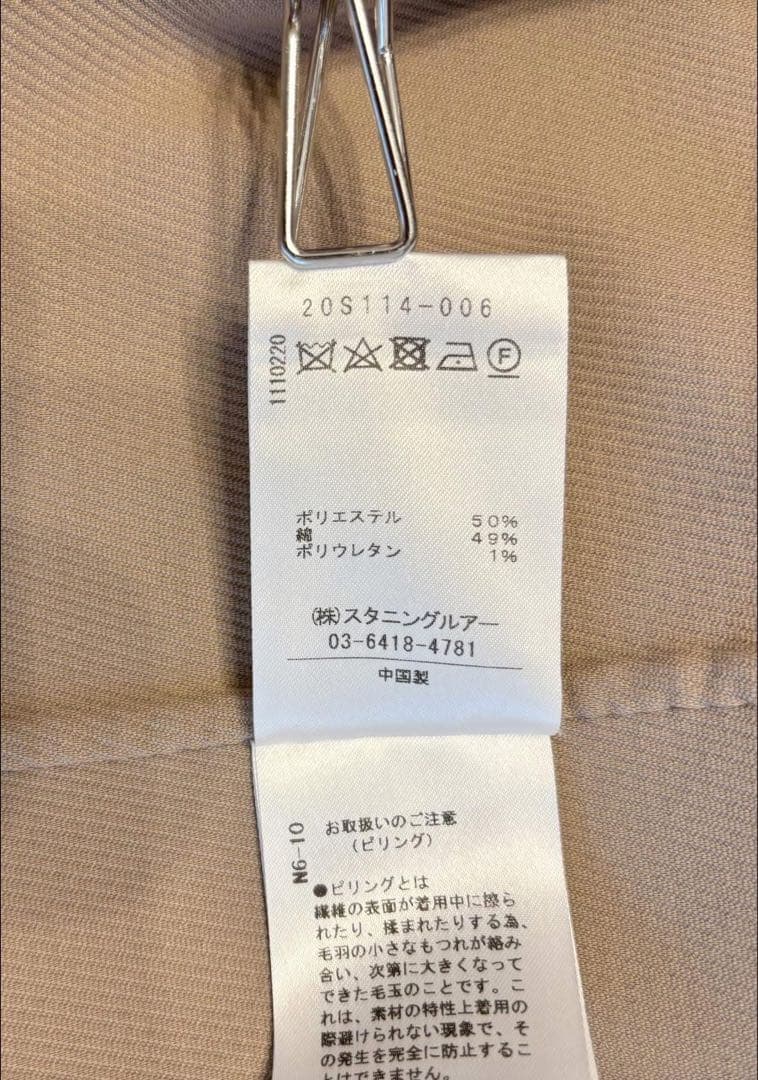 20S114-006
1110220
F
ポリエステル 50%
綿 49%
ポリウレタン 1%
㈱スタニングルアー
03-6418-4781
中国製
N6-10
お取扱いのご注意
(ピリング)
●ピリングとは
繊維の表面が着用中に擦ら
れたり、揉まれたりする為、
毛羽の小さなもつれが絡み
合い、次第に大きくなって
できた毛玉のことです。こ
れは、素材の特性上着用の
際避けられない現象で、そ
の発生を完全に防止するこ
とはできません。